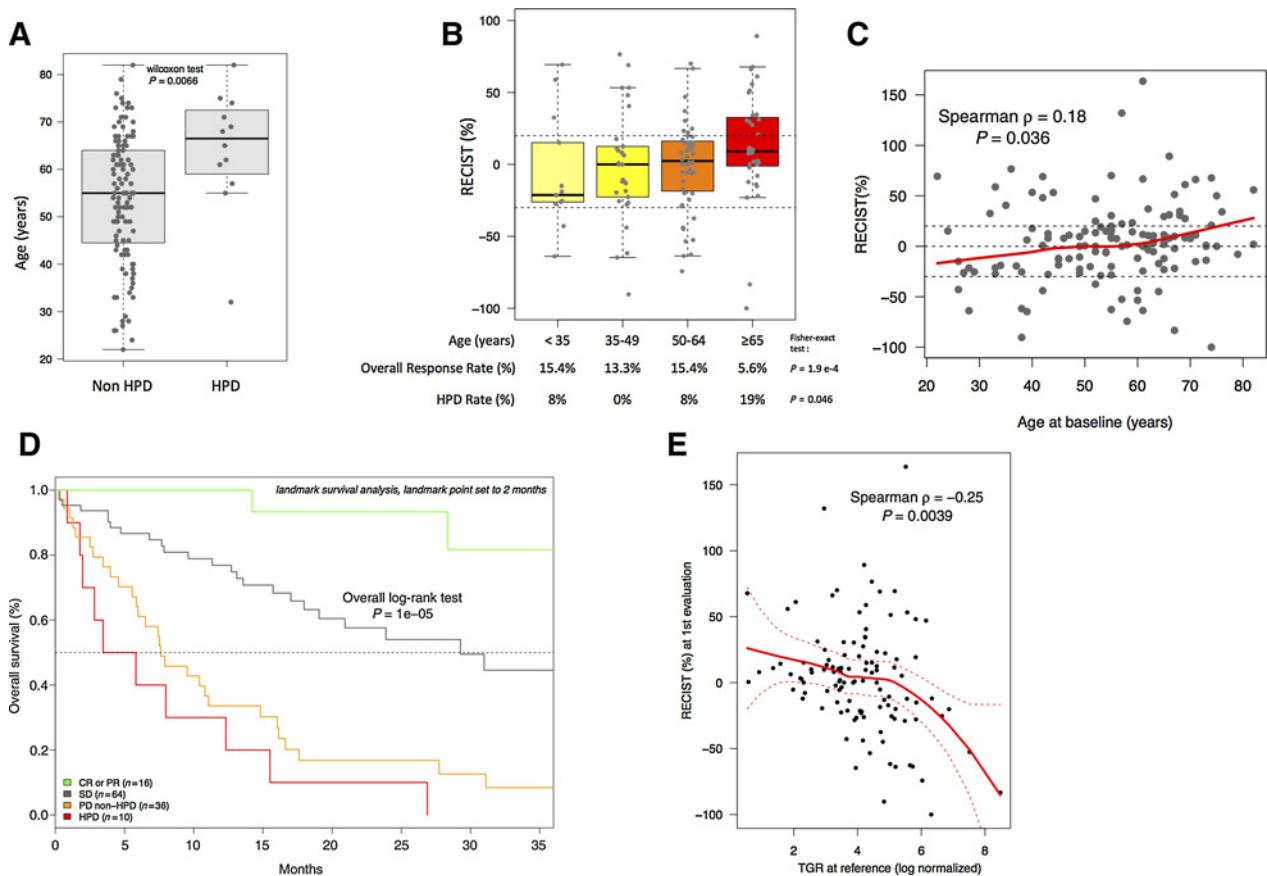 A
wilcoxon test
P = 0.0066
Age (years)
80
70
60
50
40
30
20
Non HPD
HPD
B
RECIST (%)
100
50
0
−50
−100
Age (years) < 35 35-49 50-64 ≥65 Fisher-exact test :
Overall Response Rate (%) 15.4% 13.3% 15.4% 5.6% P = 1.9 e-4
HPD Rate (%) 8% 0% 8% 19% P = 0.046
C
Spearman ρ = 0.18
P = 0.036
RECIST(%)
150
100
50
0
−50
−100
20 30 40 50 60 70 80
Age at baseline (years)
D
landmark survival analysis, landmark point set to 2 months
Overall log-rank test
P = 1e−05
Overall survival (%)
1.0
0.8
0.6
0.4
0.2
0.0
CR or PR (n=16)
SD (n=64)
PD non−HPD (n=36)
HPD (n=10)
0 5 10 15 20 25 30 35
Months
E
Spearman ρ = −0.25
P = 0.0039
RECIST (%) at 1st evaluation
150
100
50
0
−50
−100
2 4 6 8
TGR at reference (log normalized)